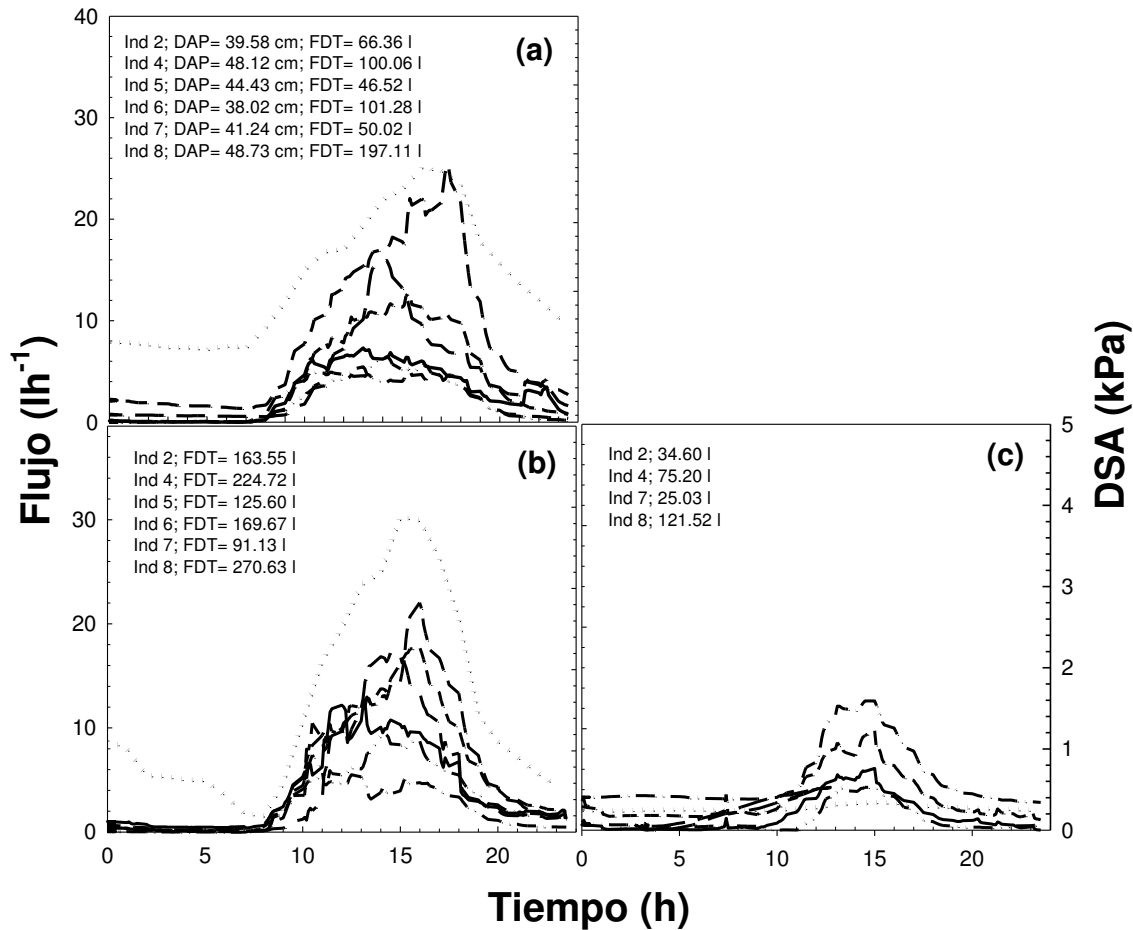 40
30
20
10
0
(a)
Ind 2; DAP= 39.58 cm; FDT= 66.36 l
Ind 4; DAP= 48.12 cm; FDT= 100.06 l
Ind 5; DAP= 44.43 cm; FDT= 46.52 l
Ind 6; DAP= 38.02 cm; FDT= 101.28 l
Ind 7; DAP= 41.24 cm; FDT= 50.02 l
Ind 8; DAP= 48.73 cm; FDT= 197.11 l
Flujo (lh-1)
30
20
10
0
(b)
Ind 2; FDT= 163.55 l
Ind 4; FDT= 224.72 l
Ind 5; FDT= 125.60 l
Ind 6; FDT= 169.67 l
Ind 7; FDT= 91.13 l
Ind 8; FDT= 270.63 l
0 5 10 15 20
(c)
Ind 2; 34.60 l
Ind 4; 75.20 l
Ind 7; 25.03 l
Ind 8; 121.52 l
0 5 10 15 20
5
4
3
2
1
0
DSA (kPa)
Tiempo (h)